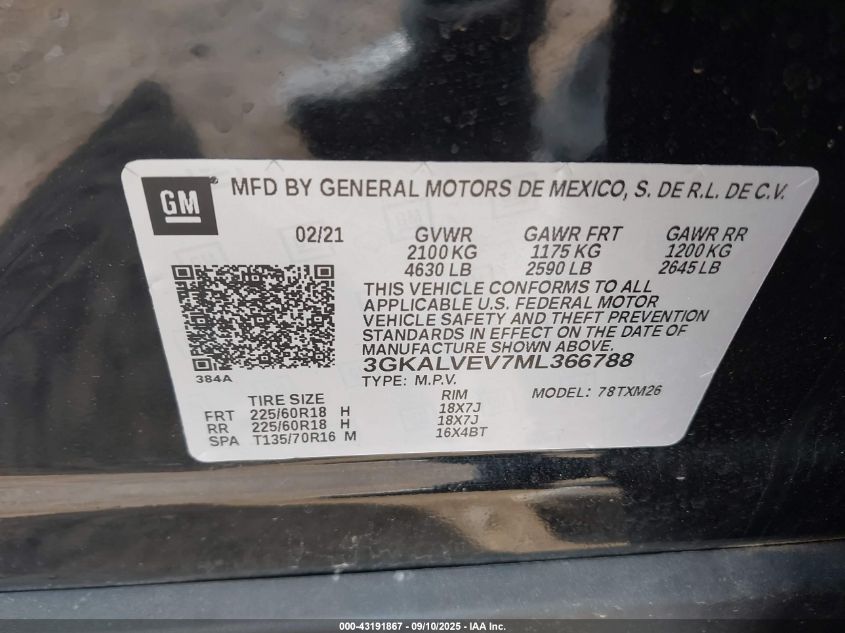 GM MFD BY GENERAL MOTORS DE MEXICO, S. DE R.L. DE C.V.
02/21 GVWR GAWR FRT GAWR RR
2100 KG 1175 KG 1200 KG
4630 LB 2590 LB 2645 LB
THIS VEHICLE CONFORMS TO ALL
APPLICABLE U.S. FEDERAL MOTOR
VEHICLE SAFETY AND THEFT PREVENTION
STANDARDS IN EFFECT ON THE DATE OF
MANUFACTURE SHOWN ABOVE.
3GKALVEV7ML366788
384A TYPE: M.P.V. MODEL: 78TXM26
TIRE SIZE RIM
FRT 225/60R18 H 18X7J
RR 225/60R18 H 18X7J
SPA T135/70R16 M 16X4BT
000-43191867 - 09/10/2025 - IAA Inc.